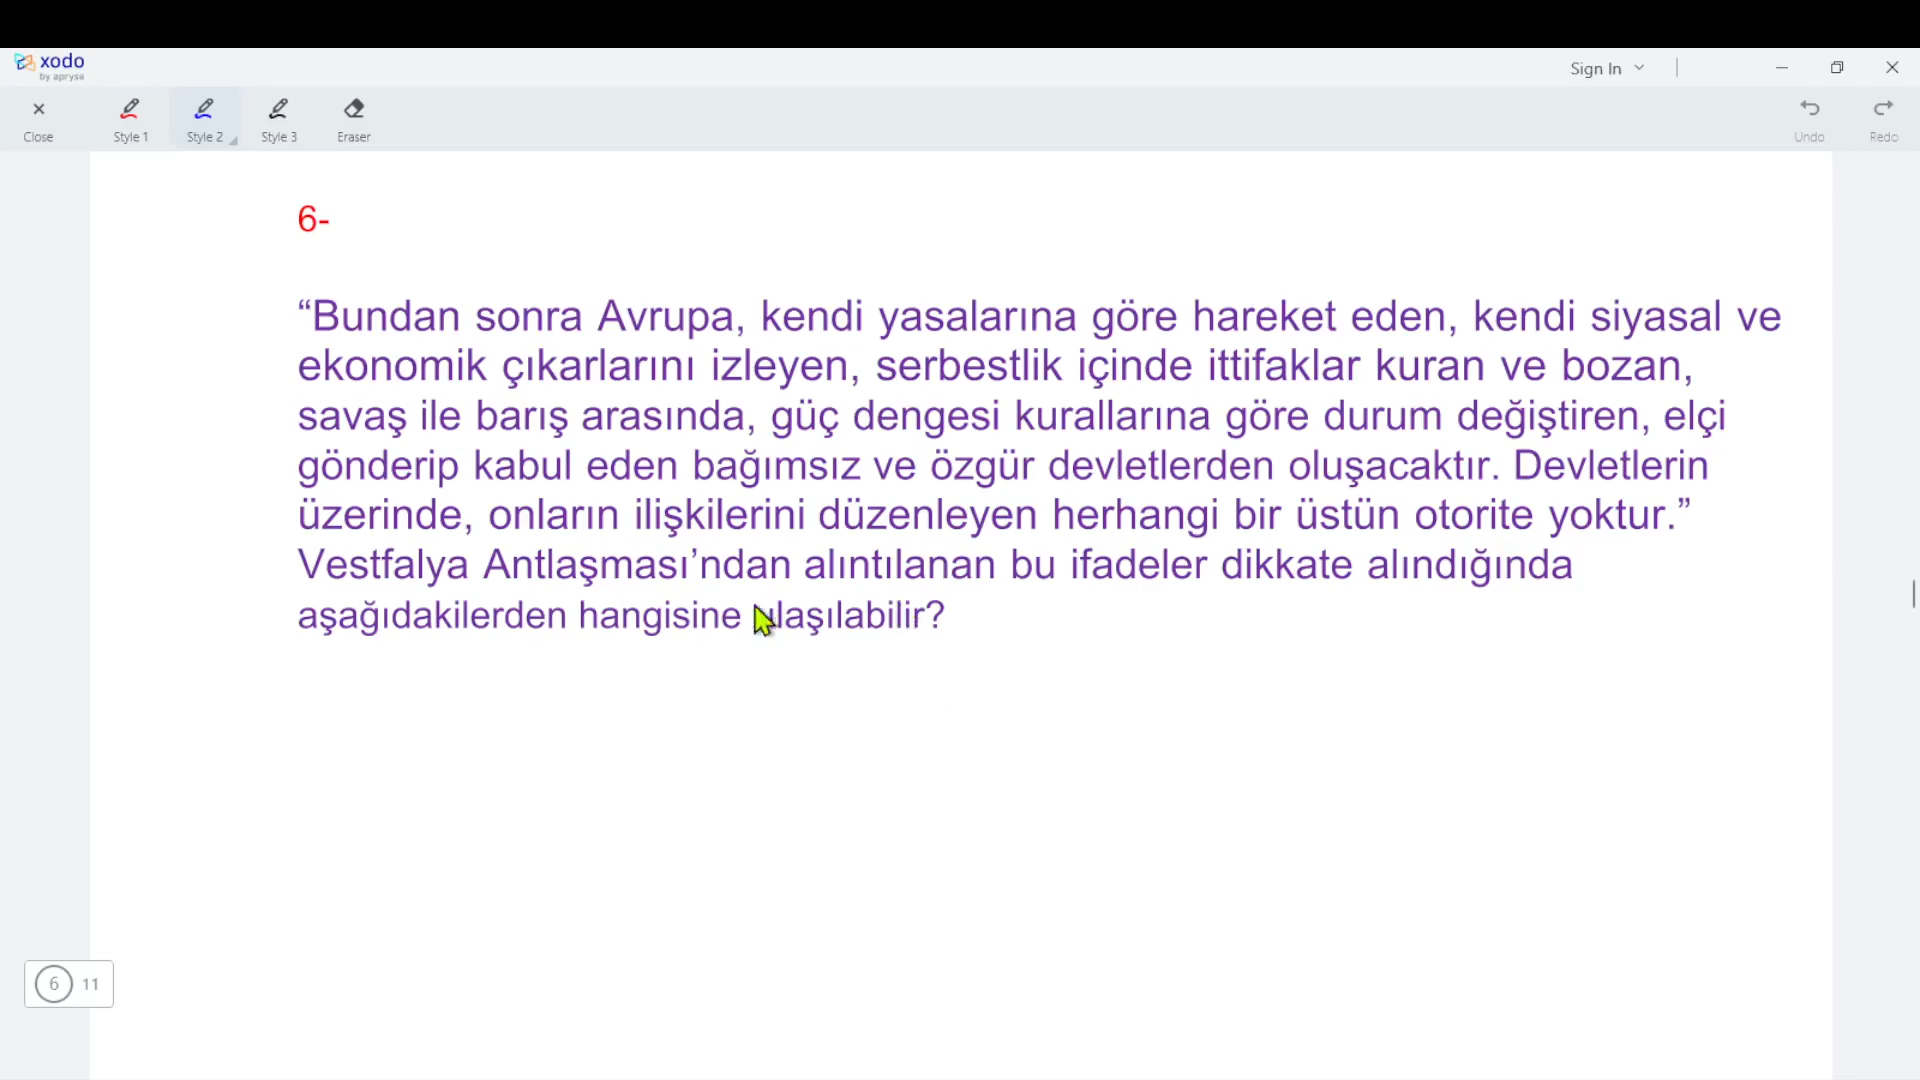 xodo
by apryse
Sign In
Close
Style 1
Style 2
Style 3
Eraser
Undo
Redo
6-
“Bundan sonra Avrupa, kendi yasalarına göre hareket eden, kendi siyasal ve
ekonomik çıkarlarını izleyen, serbestlik içinde ittifaklar kuran ve bozan,
savaş ile barış arasında, güç dengesi kurallarına göre durum değiştiren, elçi
gönderip kabul eden bağımsız ve özgür devletlerden oluşacaktır. Devletlerin
üzerinde, onların ilişkilerini düzenleyen herhangi bir üstün otorite yoktur.”
Vestfalya Antlaşması’ndan alıntılanan bu ifadeler dikkate alındığında
aşağıdakilerden hangisine ulaşılabilir?
6 11